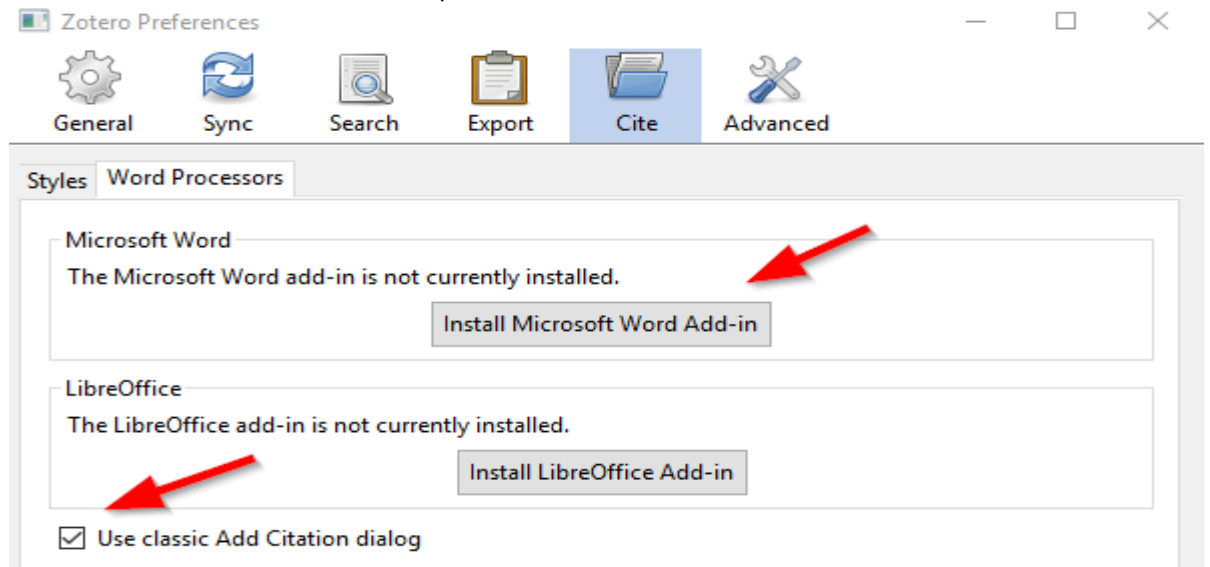 Zotero Preferences
General Sync Search Export Cite Advanced
Styles Word Processors
Microsoft Word
The Microsoft Word add-in is not currently installed.
Install Microsoft Word Add-in
LibreOffice
The LibreOffice add-in is not currently installed.
Install LibreOffice Add-in
Use classic Add Citation dialog